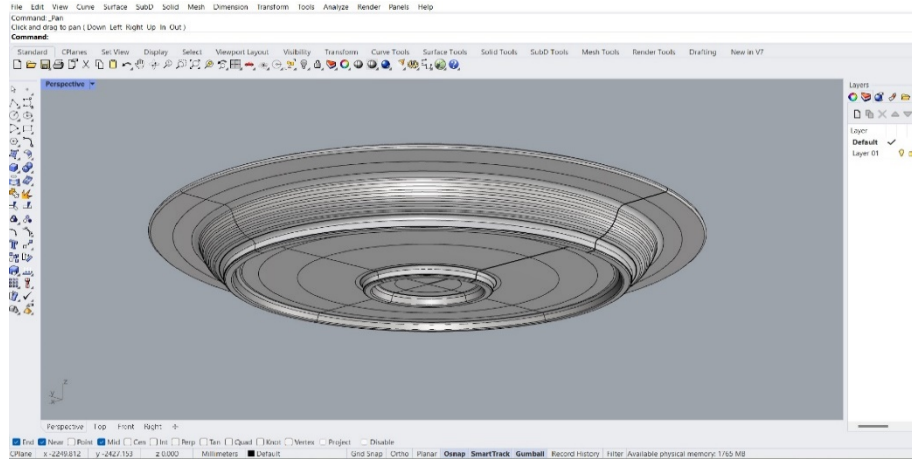 File Edit View Curve Surface SubD Solid Mesh Dimension Transform Tools Analyze Render Panels Help
Command: _Pan
Click and drag to pan ( Down Left Right Up In Out )
Command:
Standard CPlanes Set View Display Select Viewport Layout Visibility Transform Curve Tools Surface Tools Solid Tools SubD Tools Mesh Tools Render Tools Drafting New in V7
Perspective
Layers
Layer
Default
Layer 01
z
x
Perspective Top Front Right
End Near Point Mid Cen Int Perp Tan Quad Knot Vertex Project Disable
CPlane x -2249.812 y -2427.153 z 0.000 Millimeters Default Grid Snap Ortho Planar Osnap SmartTrack Gumball Record History Filter Available physical memory: 1765 MB